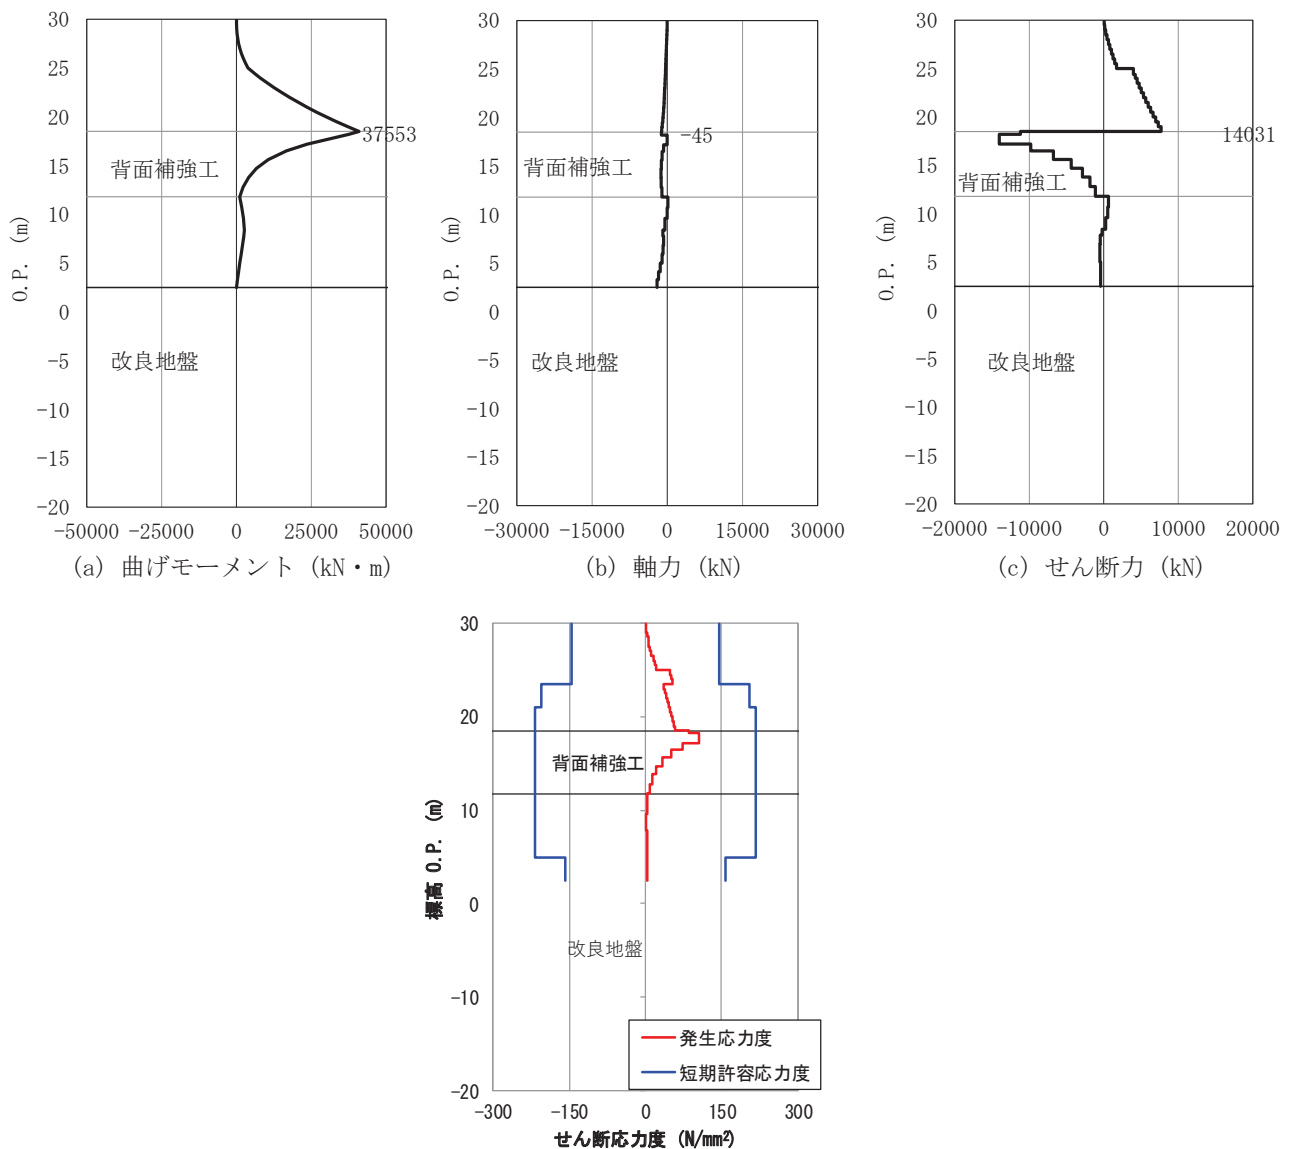 30
25
20
15
10
5
0
-5
-10
-15
-20
O.P. (m)
37553
背面補強工
改良地盤
-50000 -25000 0 25000 50000
(a) 曲げモーメント (kN・m)
30
25
20
15
10
5
0
-5
-10
-15
-20
O.P. (m)
-45
背面補強工
改良地盤
-30000 -15000 0 15000 30000
(b) 軸力 (kN)
30
25
20
15
10
5
0
-5
-10
-15
-20
O.P. (m)
14031
背面補強工
改良地盤
-20000 -10000 0 10000 20000
(c) せん断力 (kN)
30
20
10
0
-10
-20
標高 O.P. (m)
背面補強工
改良地盤
発生応力度
短期許容応力度
-300 -150 0 150 300
せん断応力度 (N/mm²)